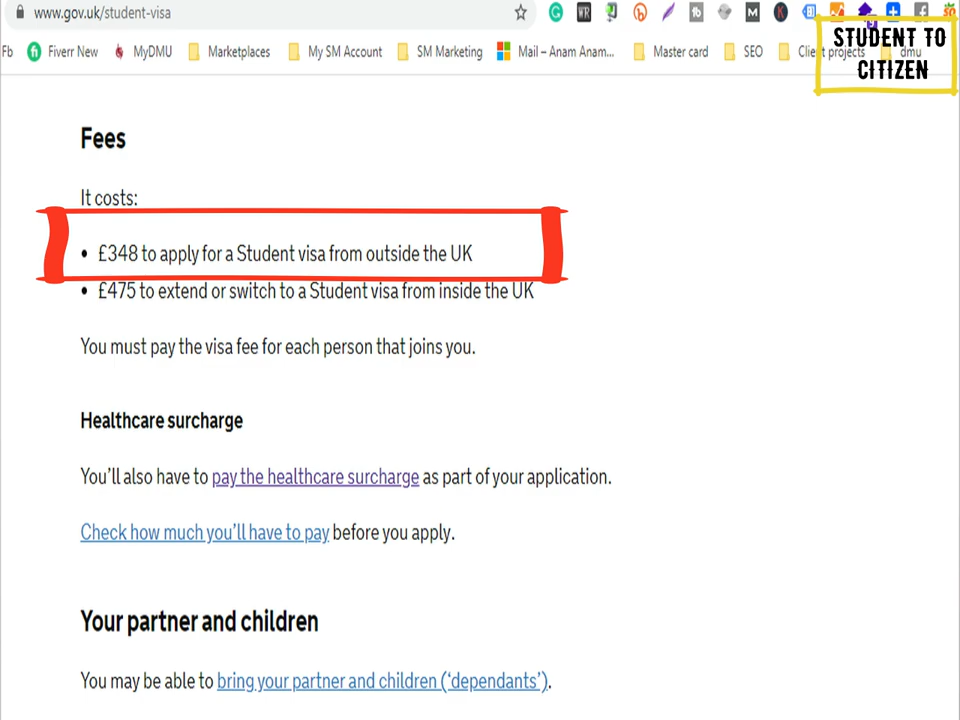 www.gov.uk/student-visa
Fb Fiverr New MyDMU Marketplaces My SM Account SM Marketing Mail – Anam Anam... Master card SEO Client projects dmu
STUDENT TO
CITIZEN
Fees
It costs:
• £348 to apply for a Student visa from outside the UK
• £475 to extend or switch to a Student visa from inside the UK
You must pay the visa fee for each person that joins you.
Healthcare surcharge
You'll also have to pay the healthcare surcharge as part of your application.
Check how much you'll have to pay before you apply.
Your partner and children
You may be able to bring your partner and children ('dependants').